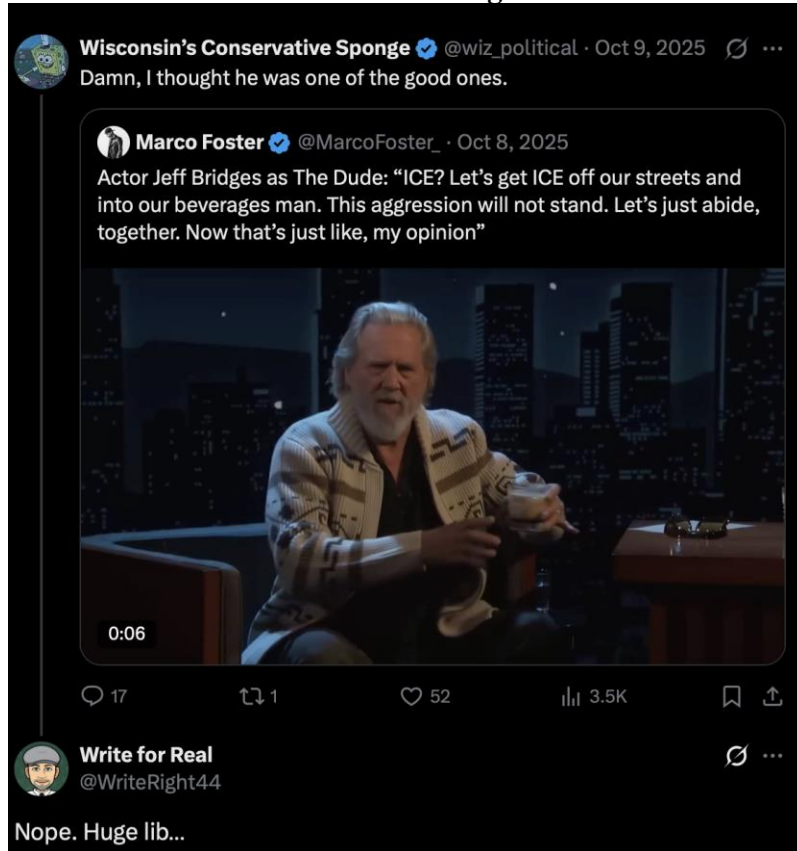 Wisconsin's Conservative Sponge @wiz_political · Oct 9, 2025
Damn, I thought he was one of the good ones.
Marco Foster @MarcoFoster_ · Oct 8, 2025
Actor Jeff Bridges as The Dude: “ICE? Let’s get ICE off our streets and
into our beverages man. This aggression will not stand. Let’s just abide,
together. Now that’s just like, my opinion”
0:06
17 1 52 3.5K
Write for Real
@WriteRight44
Nope. Huge lib...